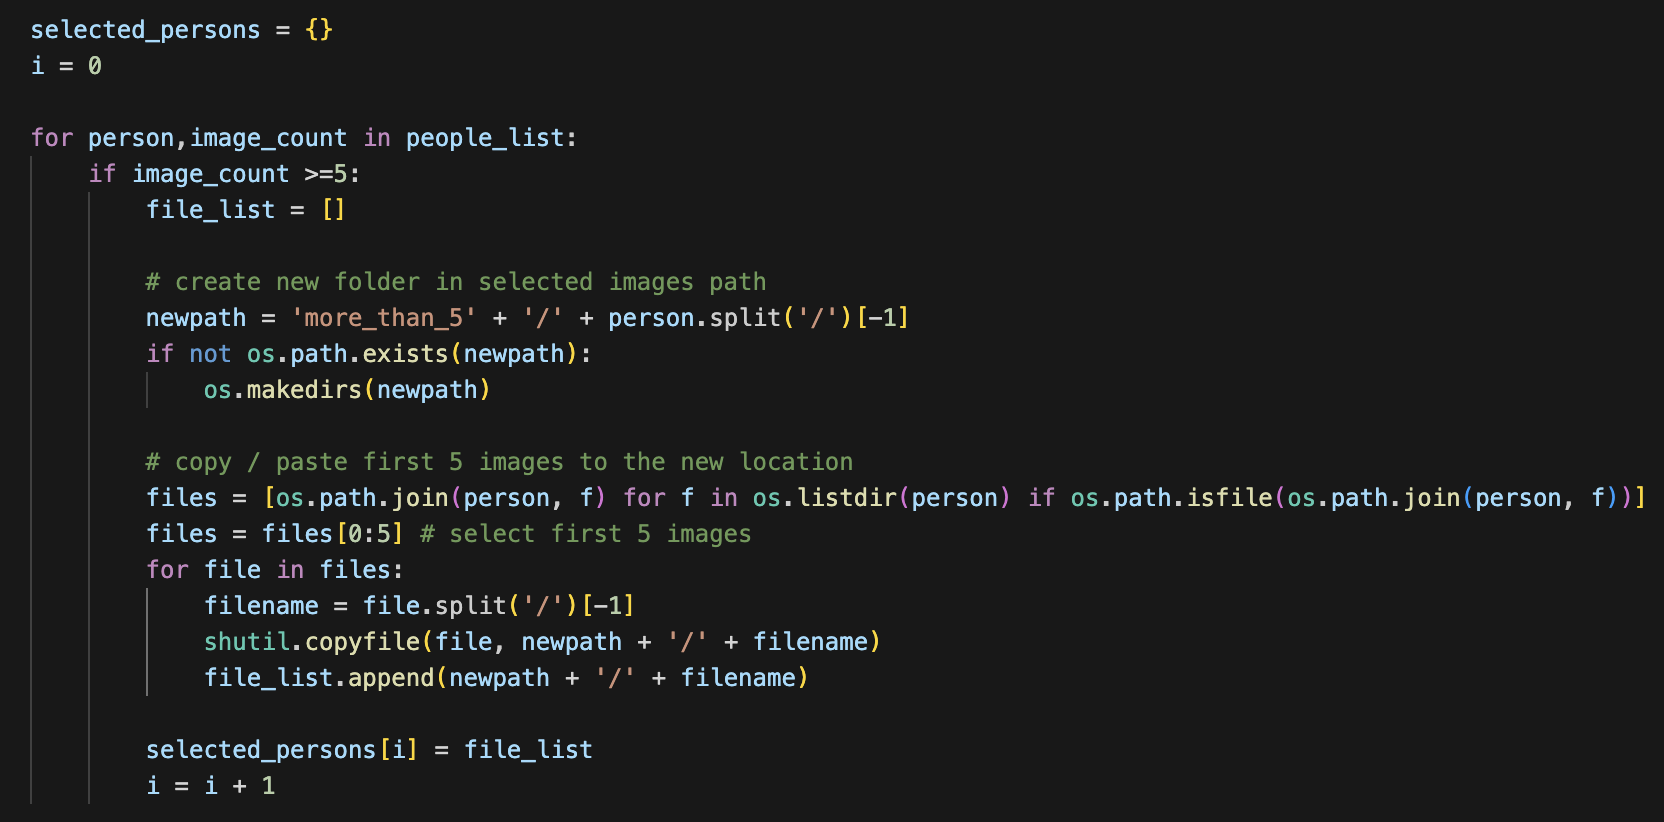 selected_persons = {}
i = 0
for person,image_count in people_list:
    if image_count >=5:
        file_list = []
        # create new folder in selected images path
        newpath = 'more_than_5' + '/' + person.split('/')[-1]
        if not os.path.exists(newpath):
            os.makedirs(newpath)
        # copy / paste first 5 images to the new location
        files = [os.path.join(person, f) for f in os.listdir(person) if os.path.isfile(os.path.join(person, f))]
        files = files[0:5] # select first 5 images
        for file in files:
            filename = file.split('/')[-1]
            shutil.copyfile(file, newpath + '/' + filename)
            file_list.append(newpath + '/' + filename)
        selected_persons[i] = file_list
        i = i + 1